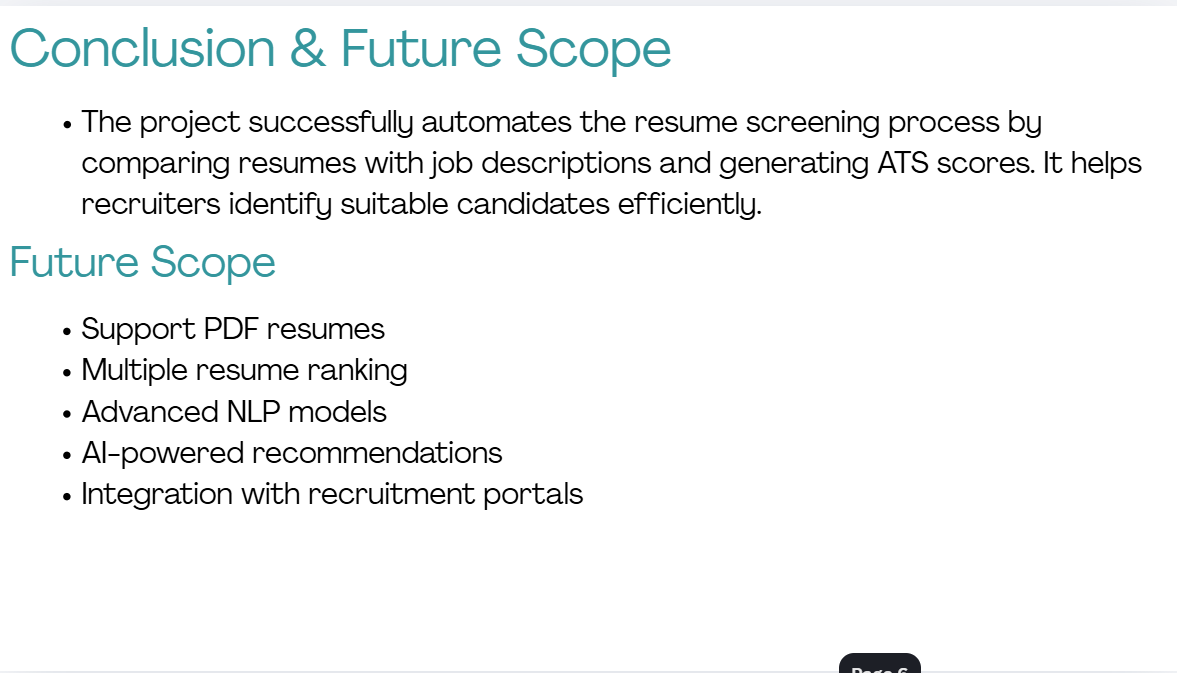 Conclusion & Future Scope
• The project successfully automates the resume screening process by
comparing resumes with job descriptions and generating ATS scores. It helps
recruiters identify suitable candidates efficiently.
Future Scope
• Support PDF resumes
• Multiple resume ranking
• Advanced NLP models
• AI-powered recommendations
• Integration with recruitment portals
Page 6